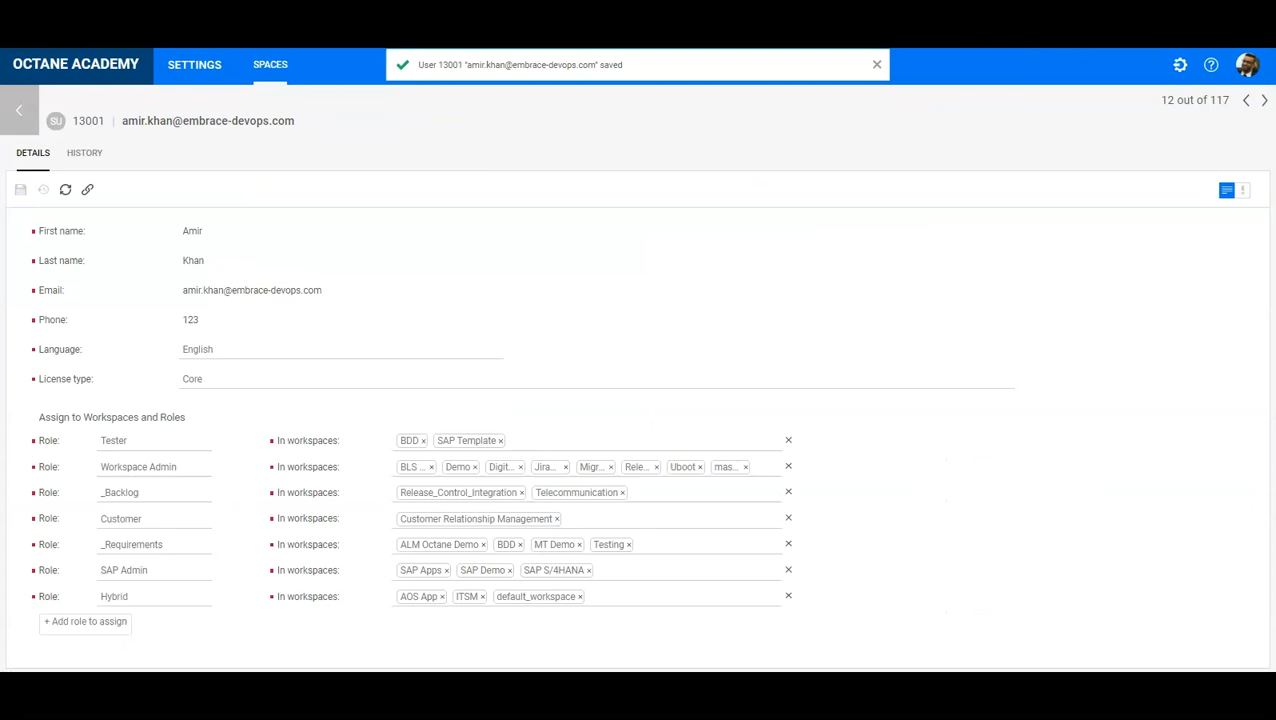 OCTANE ACADEMY SETTINGS SPACES User 13001 "amir.khan@embrace-devops.com" saved
12 out of 117
SU 13001 | amir.khan@embrace-devops.com
DETAILS HISTORY
First name: Amir
Last name: Khan
Email: amir.khan@embrace-devops.com
Phone: 123
Language: English
License type: Core
Assign to Workspaces and Roles
Role: Tester In workspaces: BDD × SAP Template ×
Role: Workspace Admin In workspaces: BLS ... × Demo × Digit... × Jira... × Migr... × Rele... × Uboot × mas... ×
Role: _Backlog In workspaces: Release_Control_Integration × Telecommunication ×
Role: Customer In workspaces: Customer Relationship Management ×
Role: _Requirements In workspaces: ALM Octane Demo × BDD × MT Demo × Testing ×
Role: SAP Admin In workspaces: SAP Apps × SAP Demo × SAP S/4HANA ×
Role: Hybrid In workspaces: AOS App × ITSM × default_workspace ×
+ Add role to assign